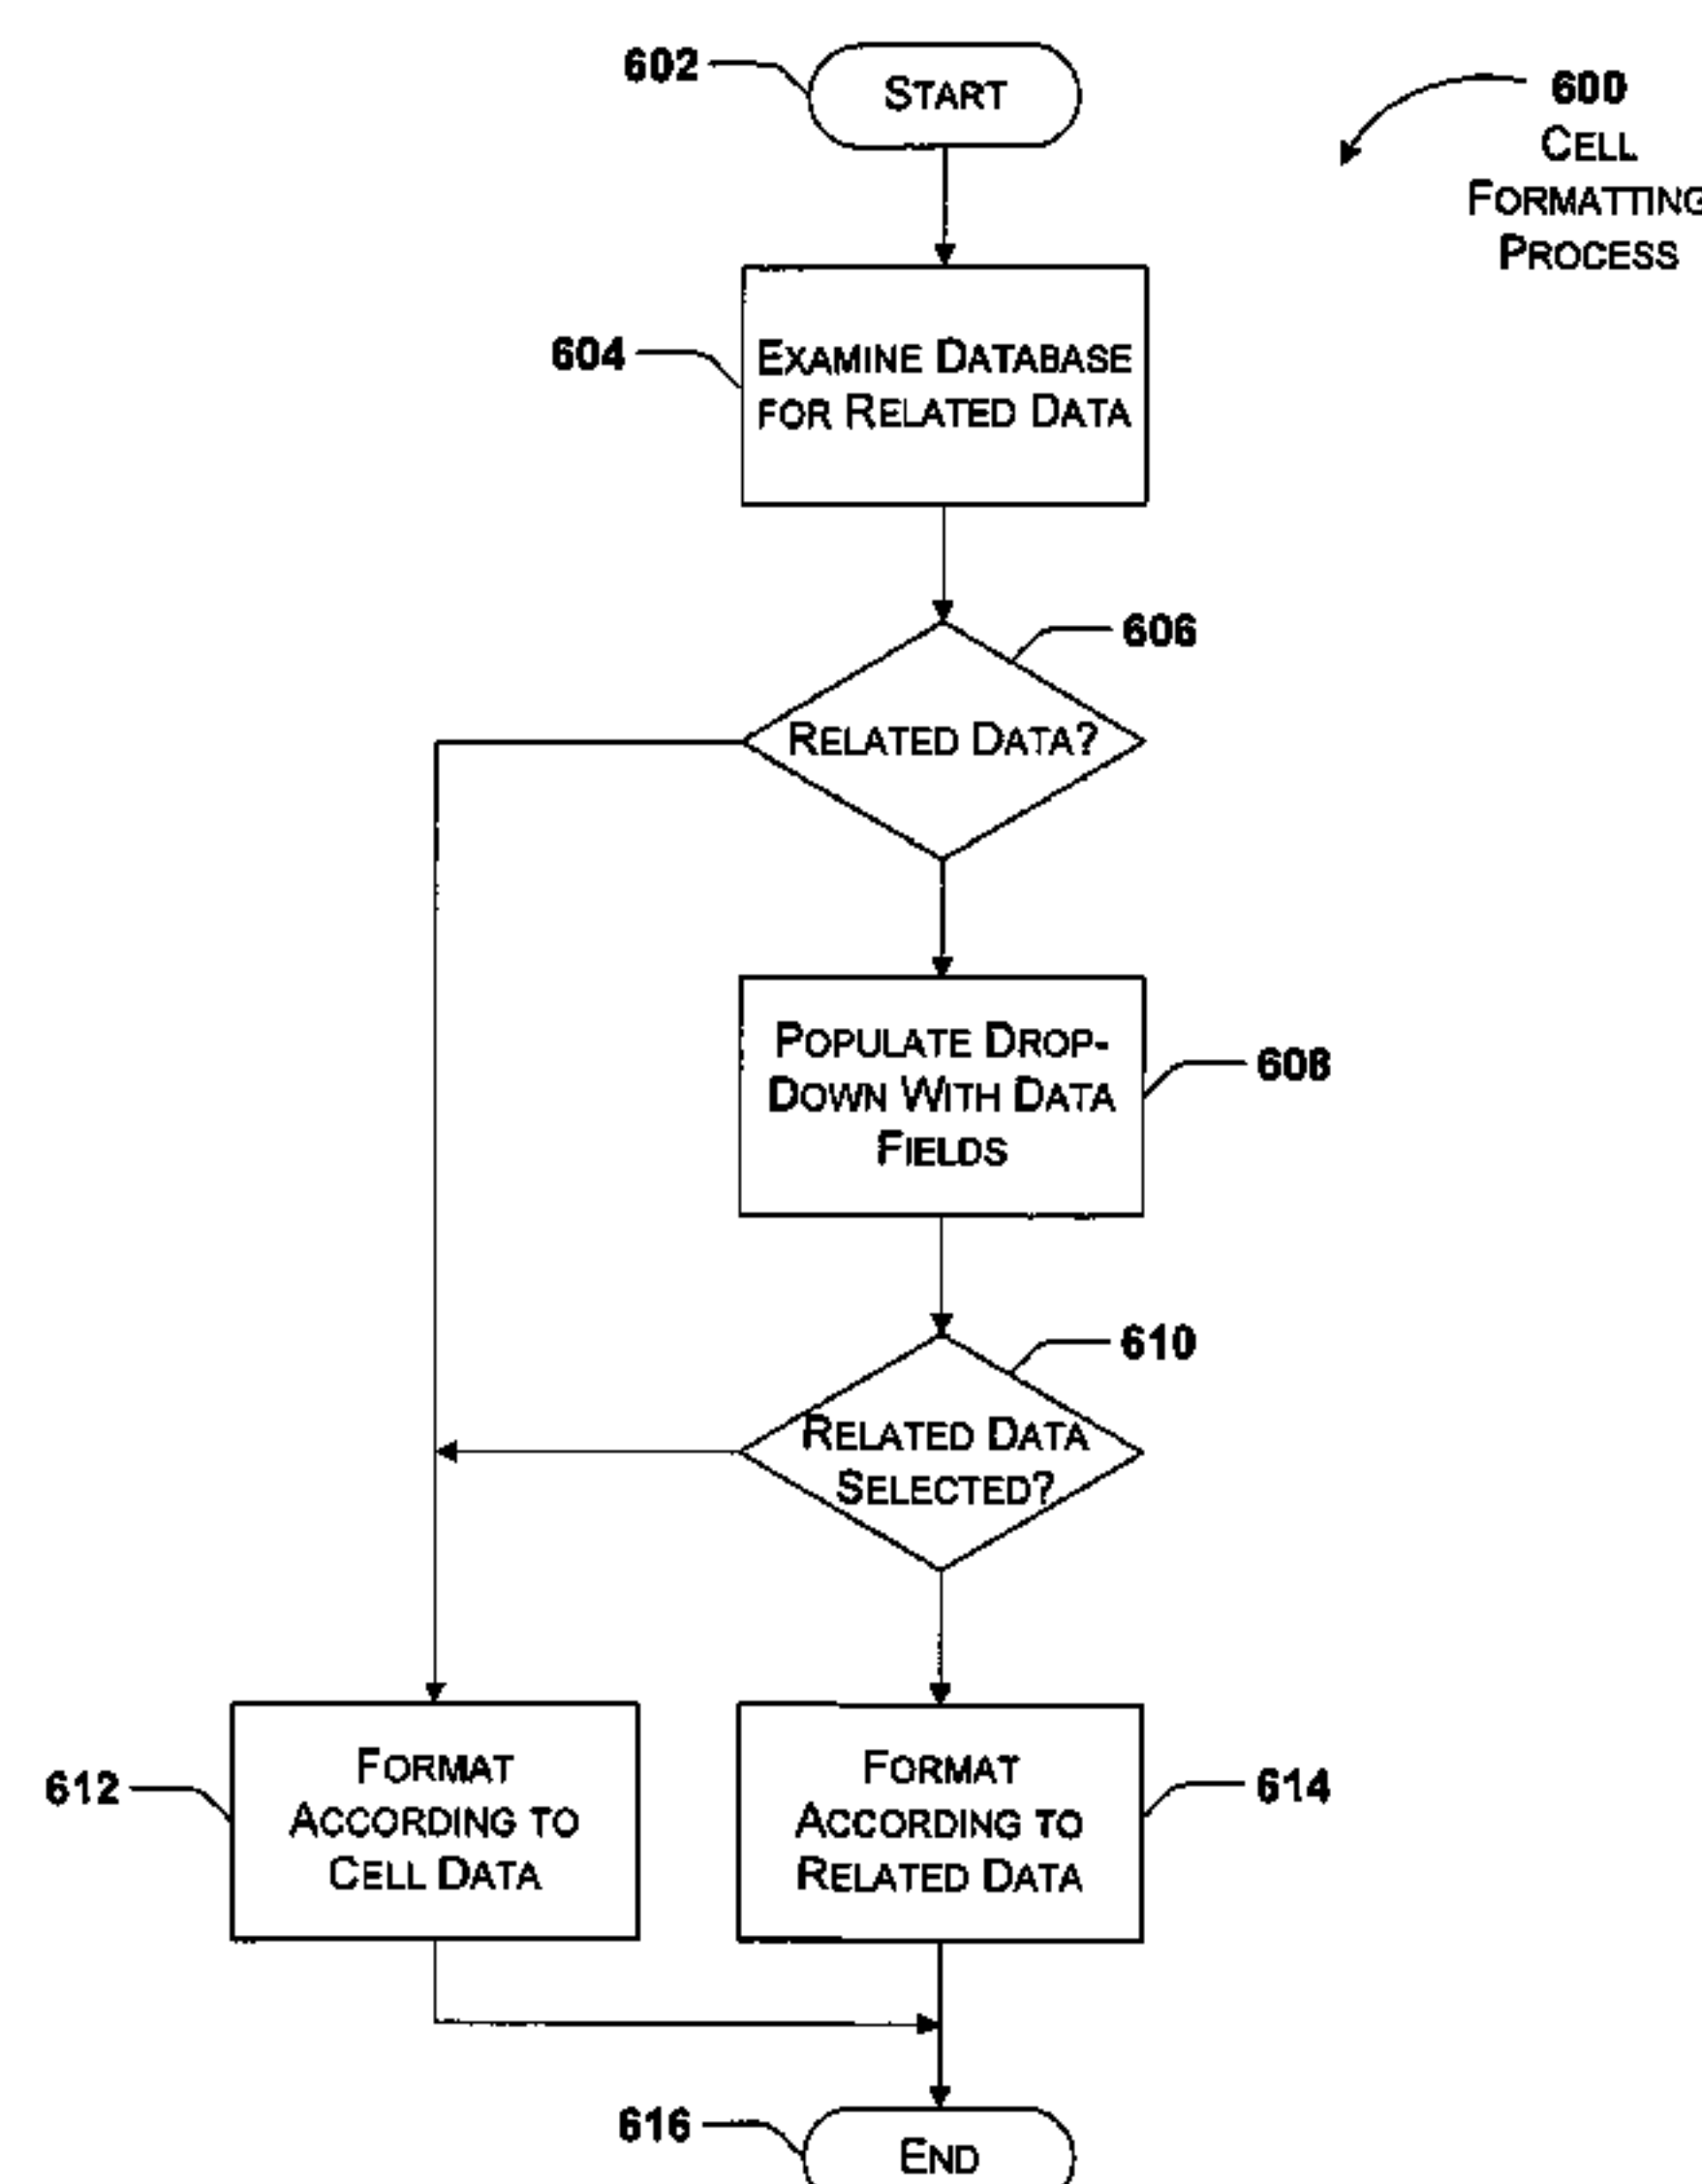 602
START
600
CELL
FORMATTING
PROCESS
604
EXAMINE DATABASE
FOR RELATED DATA
606
RELATED DATA?
POPULATE DROP-
DOWN WITH DATA
FIELDS
608
610
RELATED DATA
SELECTED?
612
FORMAT
ACCORDING TO
CELL DATA
FORMAT
ACCORDING TO
RELATED DATA
614
616
END